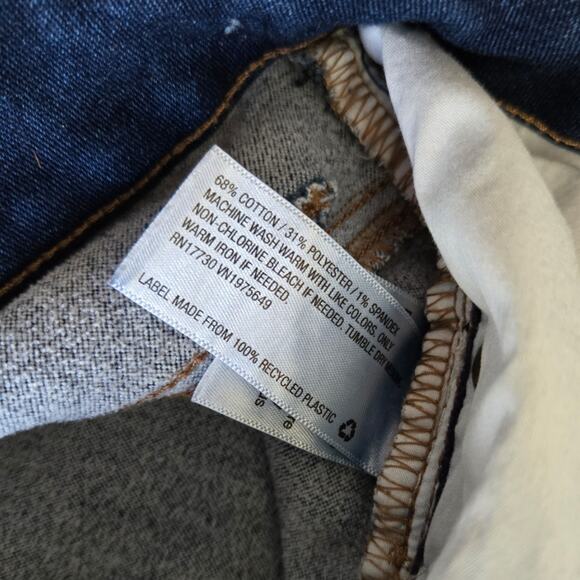 68% COTTON / 31% POLYESTER / 1% SPANDEX
MACHINE WASH WARM WITH LIKE COLORS. ONLY
NON-CHLORINE BLEACH IF NEEDED. TUMBLE DRY
WARM IRON IF NEEDED
RN17730 VN1975649
LABEL MADE FROM 100% RECYCLED PLASTIC